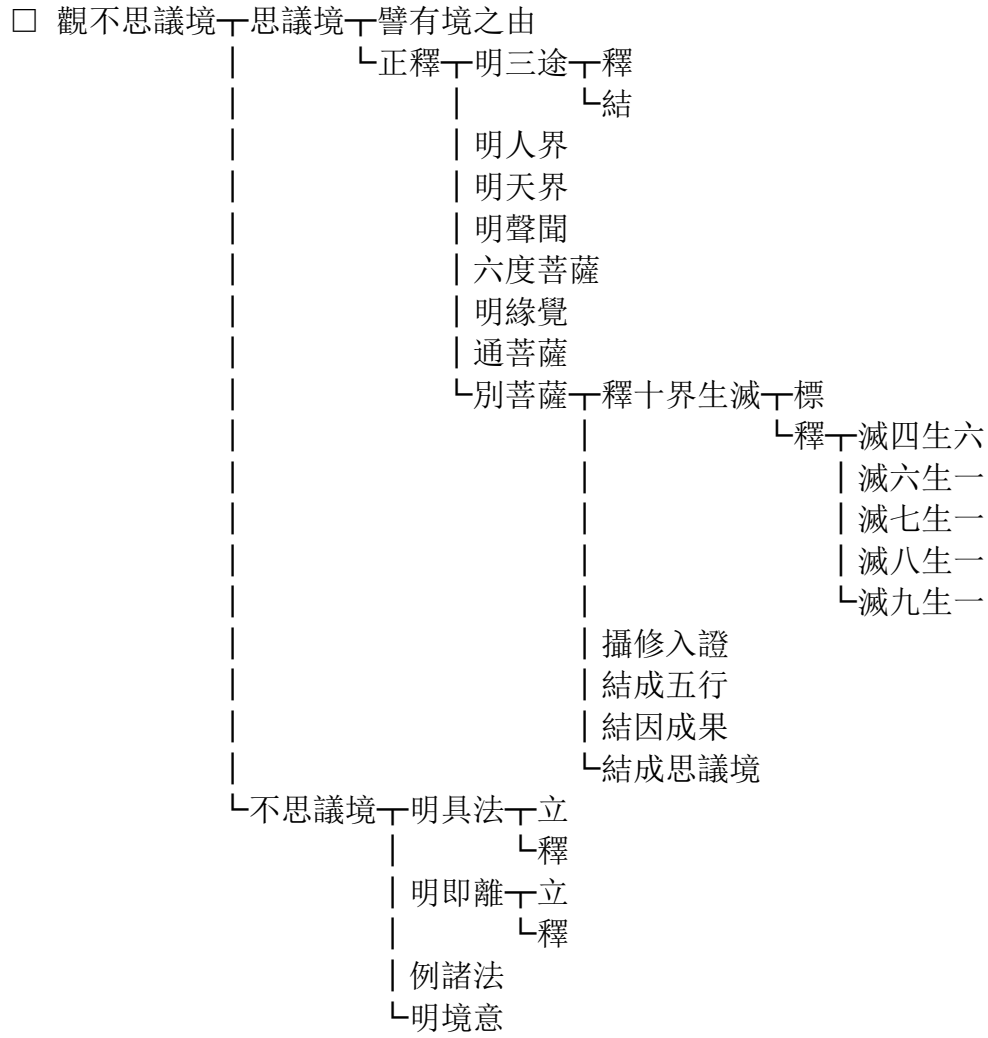 □ 觀不思議境┬思議境┬譬有境之由
└正釋┬明三途┬釋
└結
明人界
明天界
明聲聞
六度菩薩
明緣覺
通菩薩
└別菩薩┬釋十界生滅┬標
└釋┬滅四生六
滅六生一
滅七生一
滅八生一
└滅九生一
攝修入證
結成五行
結因成果
└結成思議境
└不思議境┬明具法┬立
└釋
明即離┬立
└釋
例諸法
└明境意